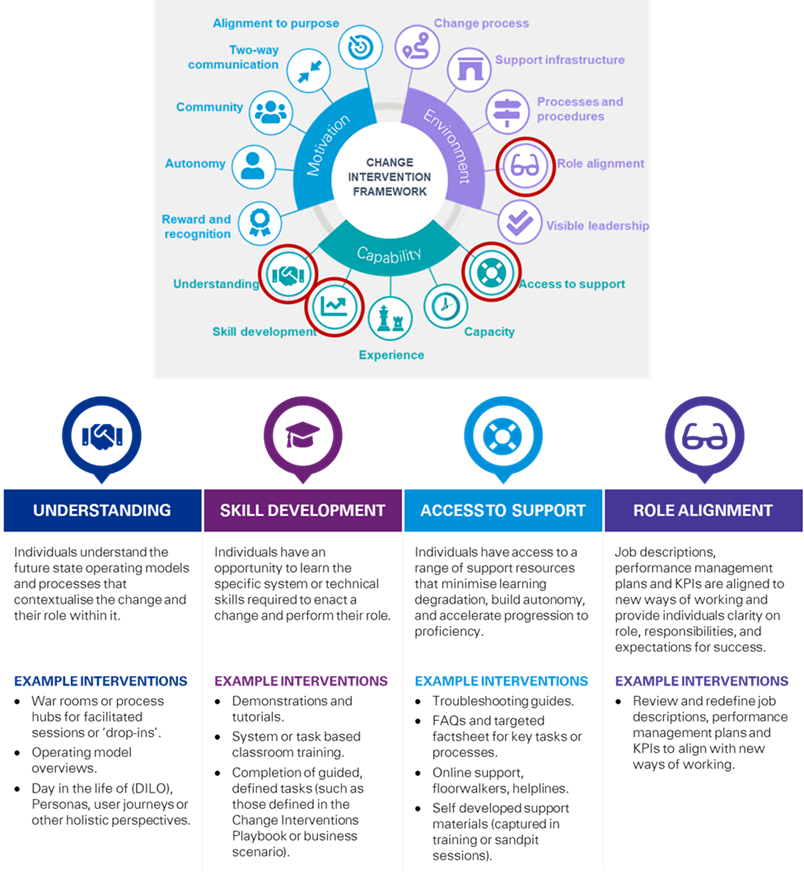 Alignment to purpose
Two-way
communication
Community
Autonomy
Reward and
recognition
Motivation
Change process
Support infrastructure
Processes and
procedures
Role alignment
Visible leadership
Environment
CHANGE
INTERVENTION
FRAMEWORK
Capability
Understanding
Skill development
Experience
Capacity
Access to support
UNDERSTANDING
Individuals understand the
future state operating models
and processes that
contextualise the change and
their role within it.
EXAMPLE INTERVENTIONS
• War rooms or process
hubs for facilitated
sessions or ‘drop-ins’.
• Operating model
overviews.
• Day in the life of (DILO),
Personas, user journeys or
other holistic perspectives.
SKILL DEVELOPMENT
Individuals have an
opportunity to learn the
specific system or technical
skills required to enact a
change and perform their role.
EXAMPLE INTERVENTIONS
• Demonstrations and
tutorials.
• System or task based
classroom training.
• Completion of guided,
defined tasks (such as
those defined in the
Change Interventions
Playbook or business
scenario).
ACCESS TO SUPPORT
Individuals have access to a
range of support resources
that minimise learning
degradation, build autonomy,
and accelerate progression to
proficiency.
EXAMPLE INTERVENTIONS
• Troubleshooting guides.
• FAQs and targeted
factsheet for key tasks or
processes.
• Online support,
floorwalkers, helplines.
• Self developed support
materials (captured in
training or sandpit
sessions).
ROLE ALIGNMENT
Job descriptions,
performance management
plans and KPIs are aligned to
new ways of working and
provide individuals clarity on
role, responsibilities, and
expectations for success.
EXAMPLE INTERVENTIONS
• Review and redefine job
descriptions, performance
management plans and
KPIs to align with new
ways of working.